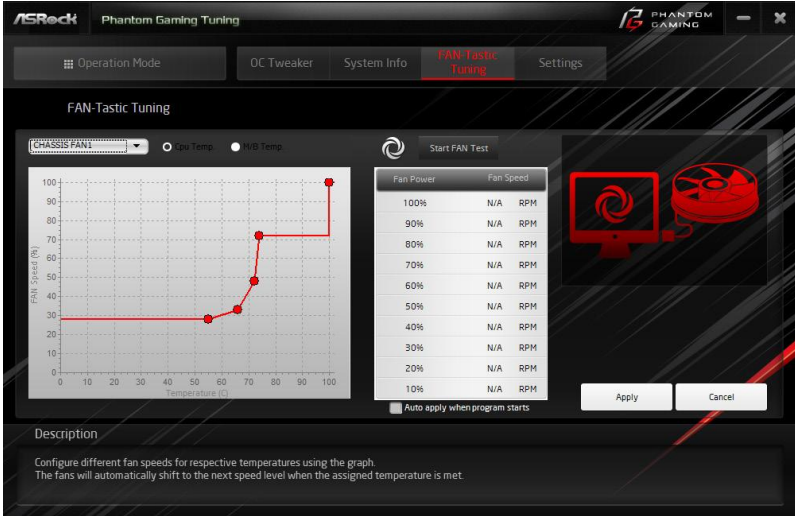 ASRock
Phantom Gaming Tuning
PHANTOM
GAMING
Operation Mode
OC Tweaker
System Info
FAN-Tastic
Tuning
Settings
FAN-Tastic Tuning
CHASSIS FAN1
Cpu Temp.
M/B Temp.
Start FAN Test
100
90
80
70
60
50
40
30
20
10
0
FAN Speed (%)
0 10 20 30 40 50 60 70 80 90 100
Temperature (C)
Fan Power Fan Speed
100% N/A RPM
90% N/A RPM
80% N/A RPM
70% N/A RPM
60% N/A RPM
50% N/A RPM
40% N/A RPM
30% N/A RPM
20% N/A RPM
10% N/A RPM
Auto apply when program starts
Apply
Cancel
Description
Configure different fan speeds for respective temperatures using the graph.
The fans will automatically shift to the next speed level when the assigned temperature is met.